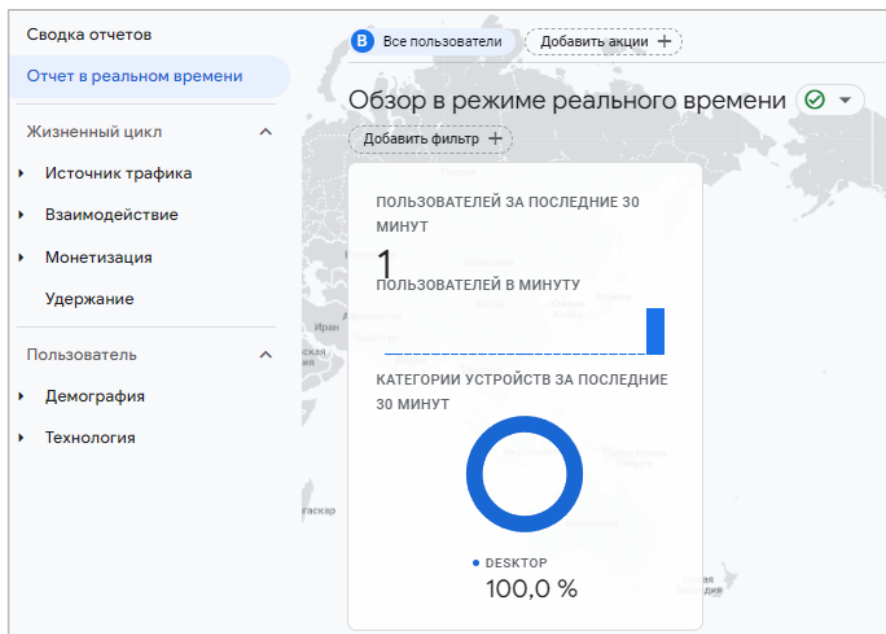 Сводка отчетов
Отчет в реальном времени
Жизненный цикл
Источник трафика
Взаимодействие
Монетизация
Удержание
Пользователь
Демография
Технология
B Все пользователи
Добавить акции +
Обзор в режиме реального времени
Добавить фильтр +
ПОЛЬЗОВАТЕЛЕЙ ЗА ПОСЛЕДНИЕ 30
МИНУТ
1
ПОЛЬЗОВАТЕЛЕЙ В МИНУТУ
КАТЕГОРИИ УСТРОЙСТВ ЗА ПОСЛЕДНИЕ
30 МИНУТ
DESKTOP
100,0 %
Иран